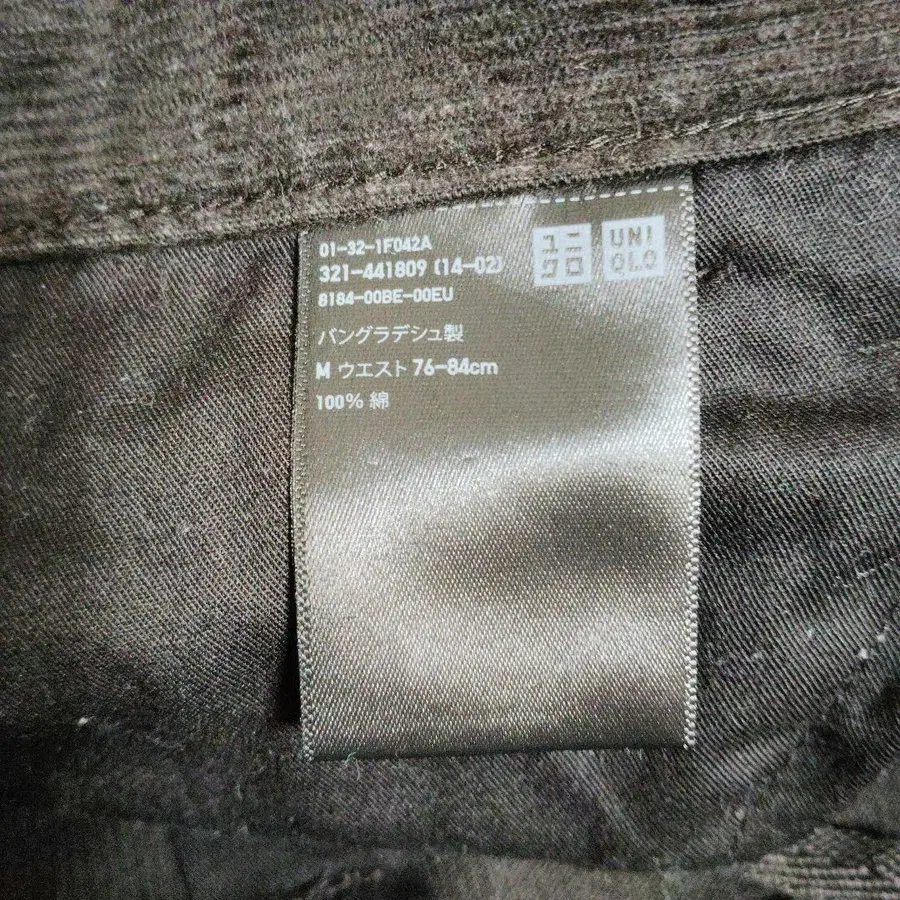 01-32-1F042A
321-441809 (14-02)
8184-00BE-00EU
バングラデシュ製
M ウエスト 76-84cm
100% 綿
ユニ
クロ
UNI
QLO